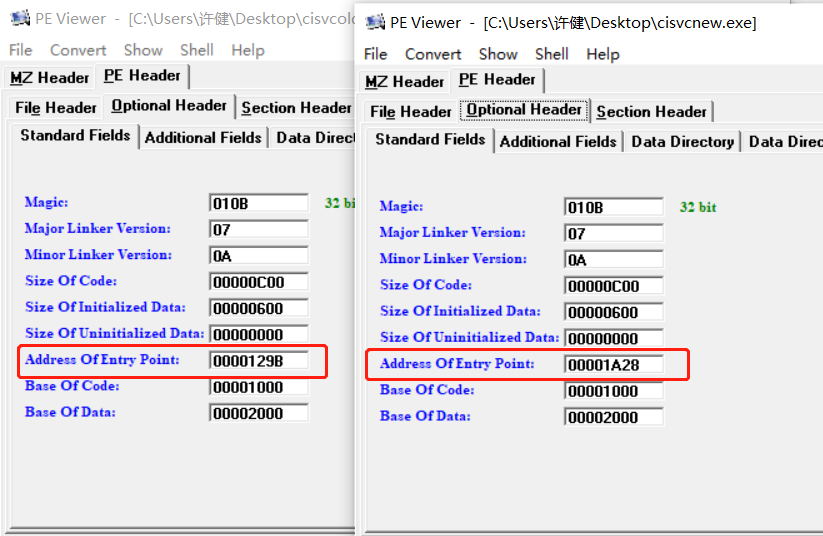 PE Viewer - [C:\Users\许健\Desktop\cisvcold
File Convert Show Shell Help
MZ Header PE Header
File Header Optional Header Section Header
Standard Fields Additional Fields Data Direc
Magic: 010B 32 bi
Major Linker Version: 07
Minor Linker Version: 0A
Size Of Code: 00000C00
Size Of Initialized Data: 00000600
Size Of Uninitialized Data: 00000000
Address Of Entry Point: 0000129B
Base Of Code: 00001000
Base Of Data: 00002000
PE Viewer - [C:\Users\许健\Desktop\cisvcnew.exe]
File Convert Show Shell Help
MZ Header PE Header
File Header Optional Header Section Header
Standard Fields Additional Fields Data Directory Data Direc
Magic: 010B 32 bit
Major Linker Version: 07
Minor Linker Version: 0A
Size Of Code: 00000C00
Size Of Initialized Data: 00000600
Size Of Uninitialized Data: 00000000
Address Of Entry Point: 00001A28
Base Of Code: 00001000
Base Of Data: 00002000